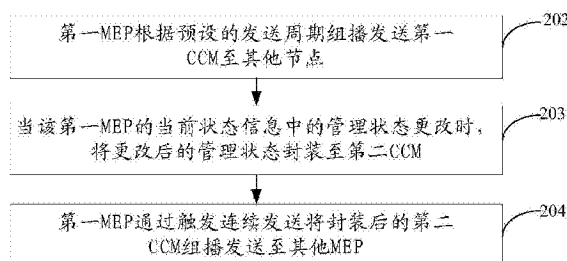 202
第一MEP根据预设的发送周期组播发送第一
CCM至其他节点
203
当该第一MEP的当前状态信息中的管理状态更改时，
将更改后的管理状态封装至第二CCM
204
第一MEP通过触发连续发送将封装后的第二
CCM组播发送至其他MEP